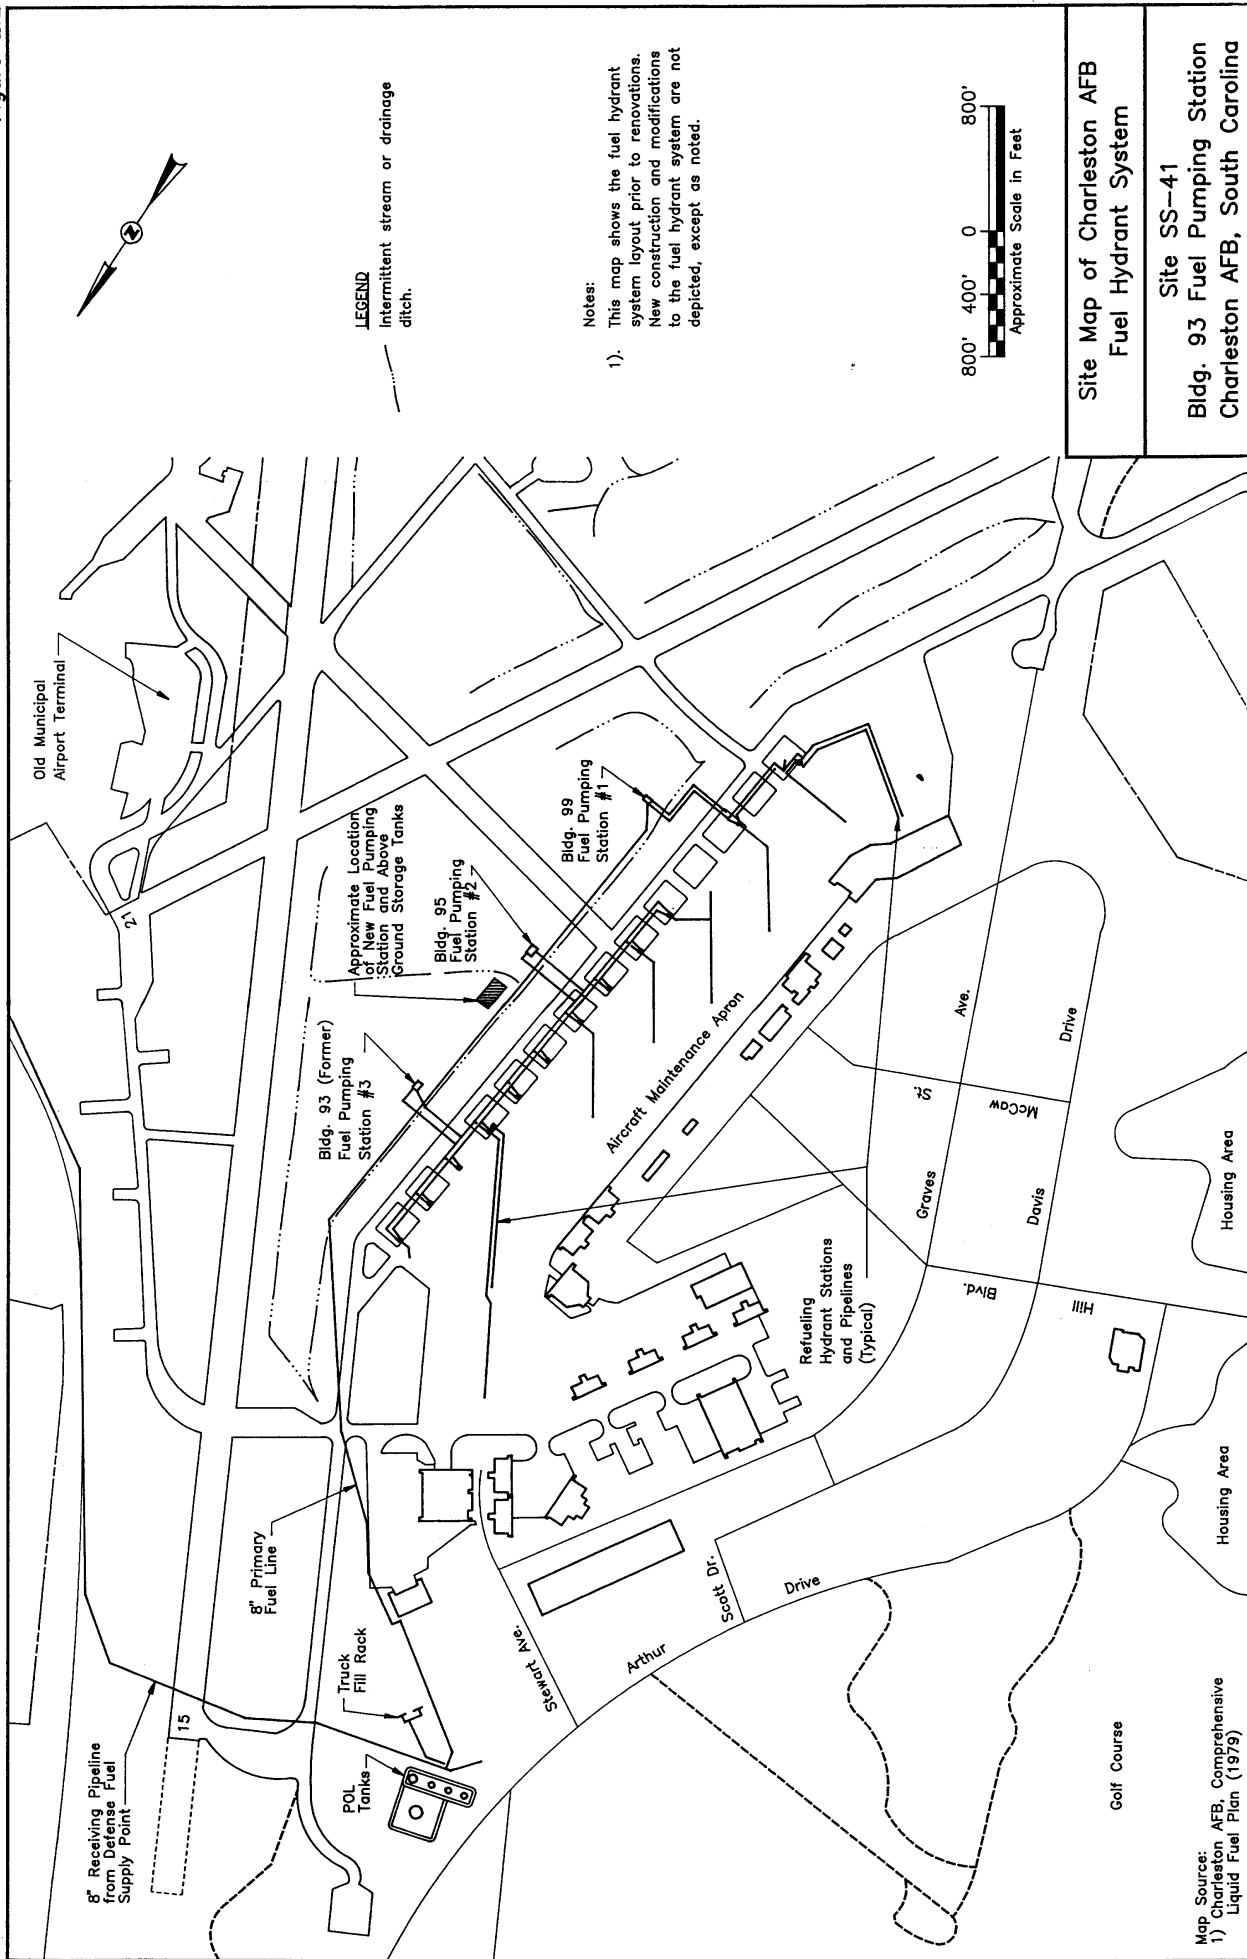 Old Municipal
Airport Terminal
LEGEND
Intermittent stream or drainage
ditch.
Notes:
1). This map shows the fuel hydrant
system layout prior to renovations.
New construction and modifications
to the fuel hydrant system are not
depicted, except as noted.
800' 400' 0 800'
Approximate Scale in Feet
Site Map of Charleston AFB
Fuel Hydrant System
Site SS-41
Bldg. 93 Fuel Pumping Station
Charleston AFB, South Carolina
N
21
15
8" Receiving Pipeline
from Defense Fuel
Supply Point
8" Primary
Fuel Line
Truck
Fill Rack
POL
Tanks
Bldg. 93 (Former)
Fuel Pumping
Station #3
Approximate Location
of New Fuel Pumping
Station and Above
Ground Storage Tanks
Bldg. 95
Fuel Pumping
Station #2
Bldg. 99
Fuel Pumping
Station #1
Aircraft Maintenance Apron
Refueling
Hydrant Stations
and Pipelines
(Typical)
Stewart Ave.
Arthur
Drive
Scott Dr.
Graves
Ave.
Davis
Drive
McCaw
St.
Hill
Blvd.
Housing Area
Housing Area
Golf Course
Map Source:
1) Charleston AFB, Comprehensive
Liquid Fuel Plan (1979)